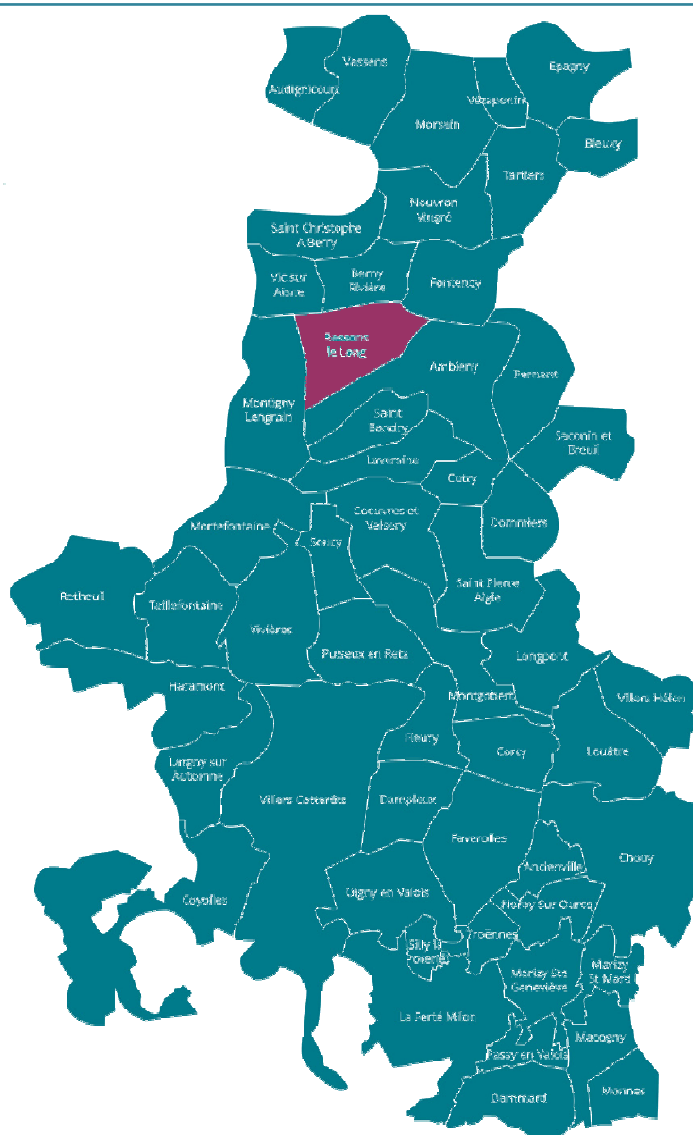 Vassens
Epagny
Audignicourt
Vézaponin
Morsain
Bieuxy
Tartiers
Nouvron
Vingré
Saint Christophe
A Berry
Berny
Rivière
Vic sur
Aisne
Fontenoy
Ressons
le Long
Ambleny
Pernant
Montigny
Lengrain
Saint
Bandry
Saconin et
Breuil
Laversine
Cutry
Coeuvres et
Valsery
Mortefontaine
Dommiers
Soucy
Saint Pierre
Aigle
Retheuil
Taillefontaine
Vivières
Puiseux en Retz
Longpont
Haramont
Montgobert
Villers Hélon
Fleury
Corcy
Louâtre
Largny sur
Automne
Villers Cotterêts
Dampleux
Faverolles
Chouy
Ancienville
Coyolles
Oigny en Valois
Noroy Sur Ourcq
Troënnes
Silly la
Poterie
Marizy Ste
Geneviève
Marizy
St Mard
La Ferté Milon
Macogny
Passy en Valois
Dammard
Monnes